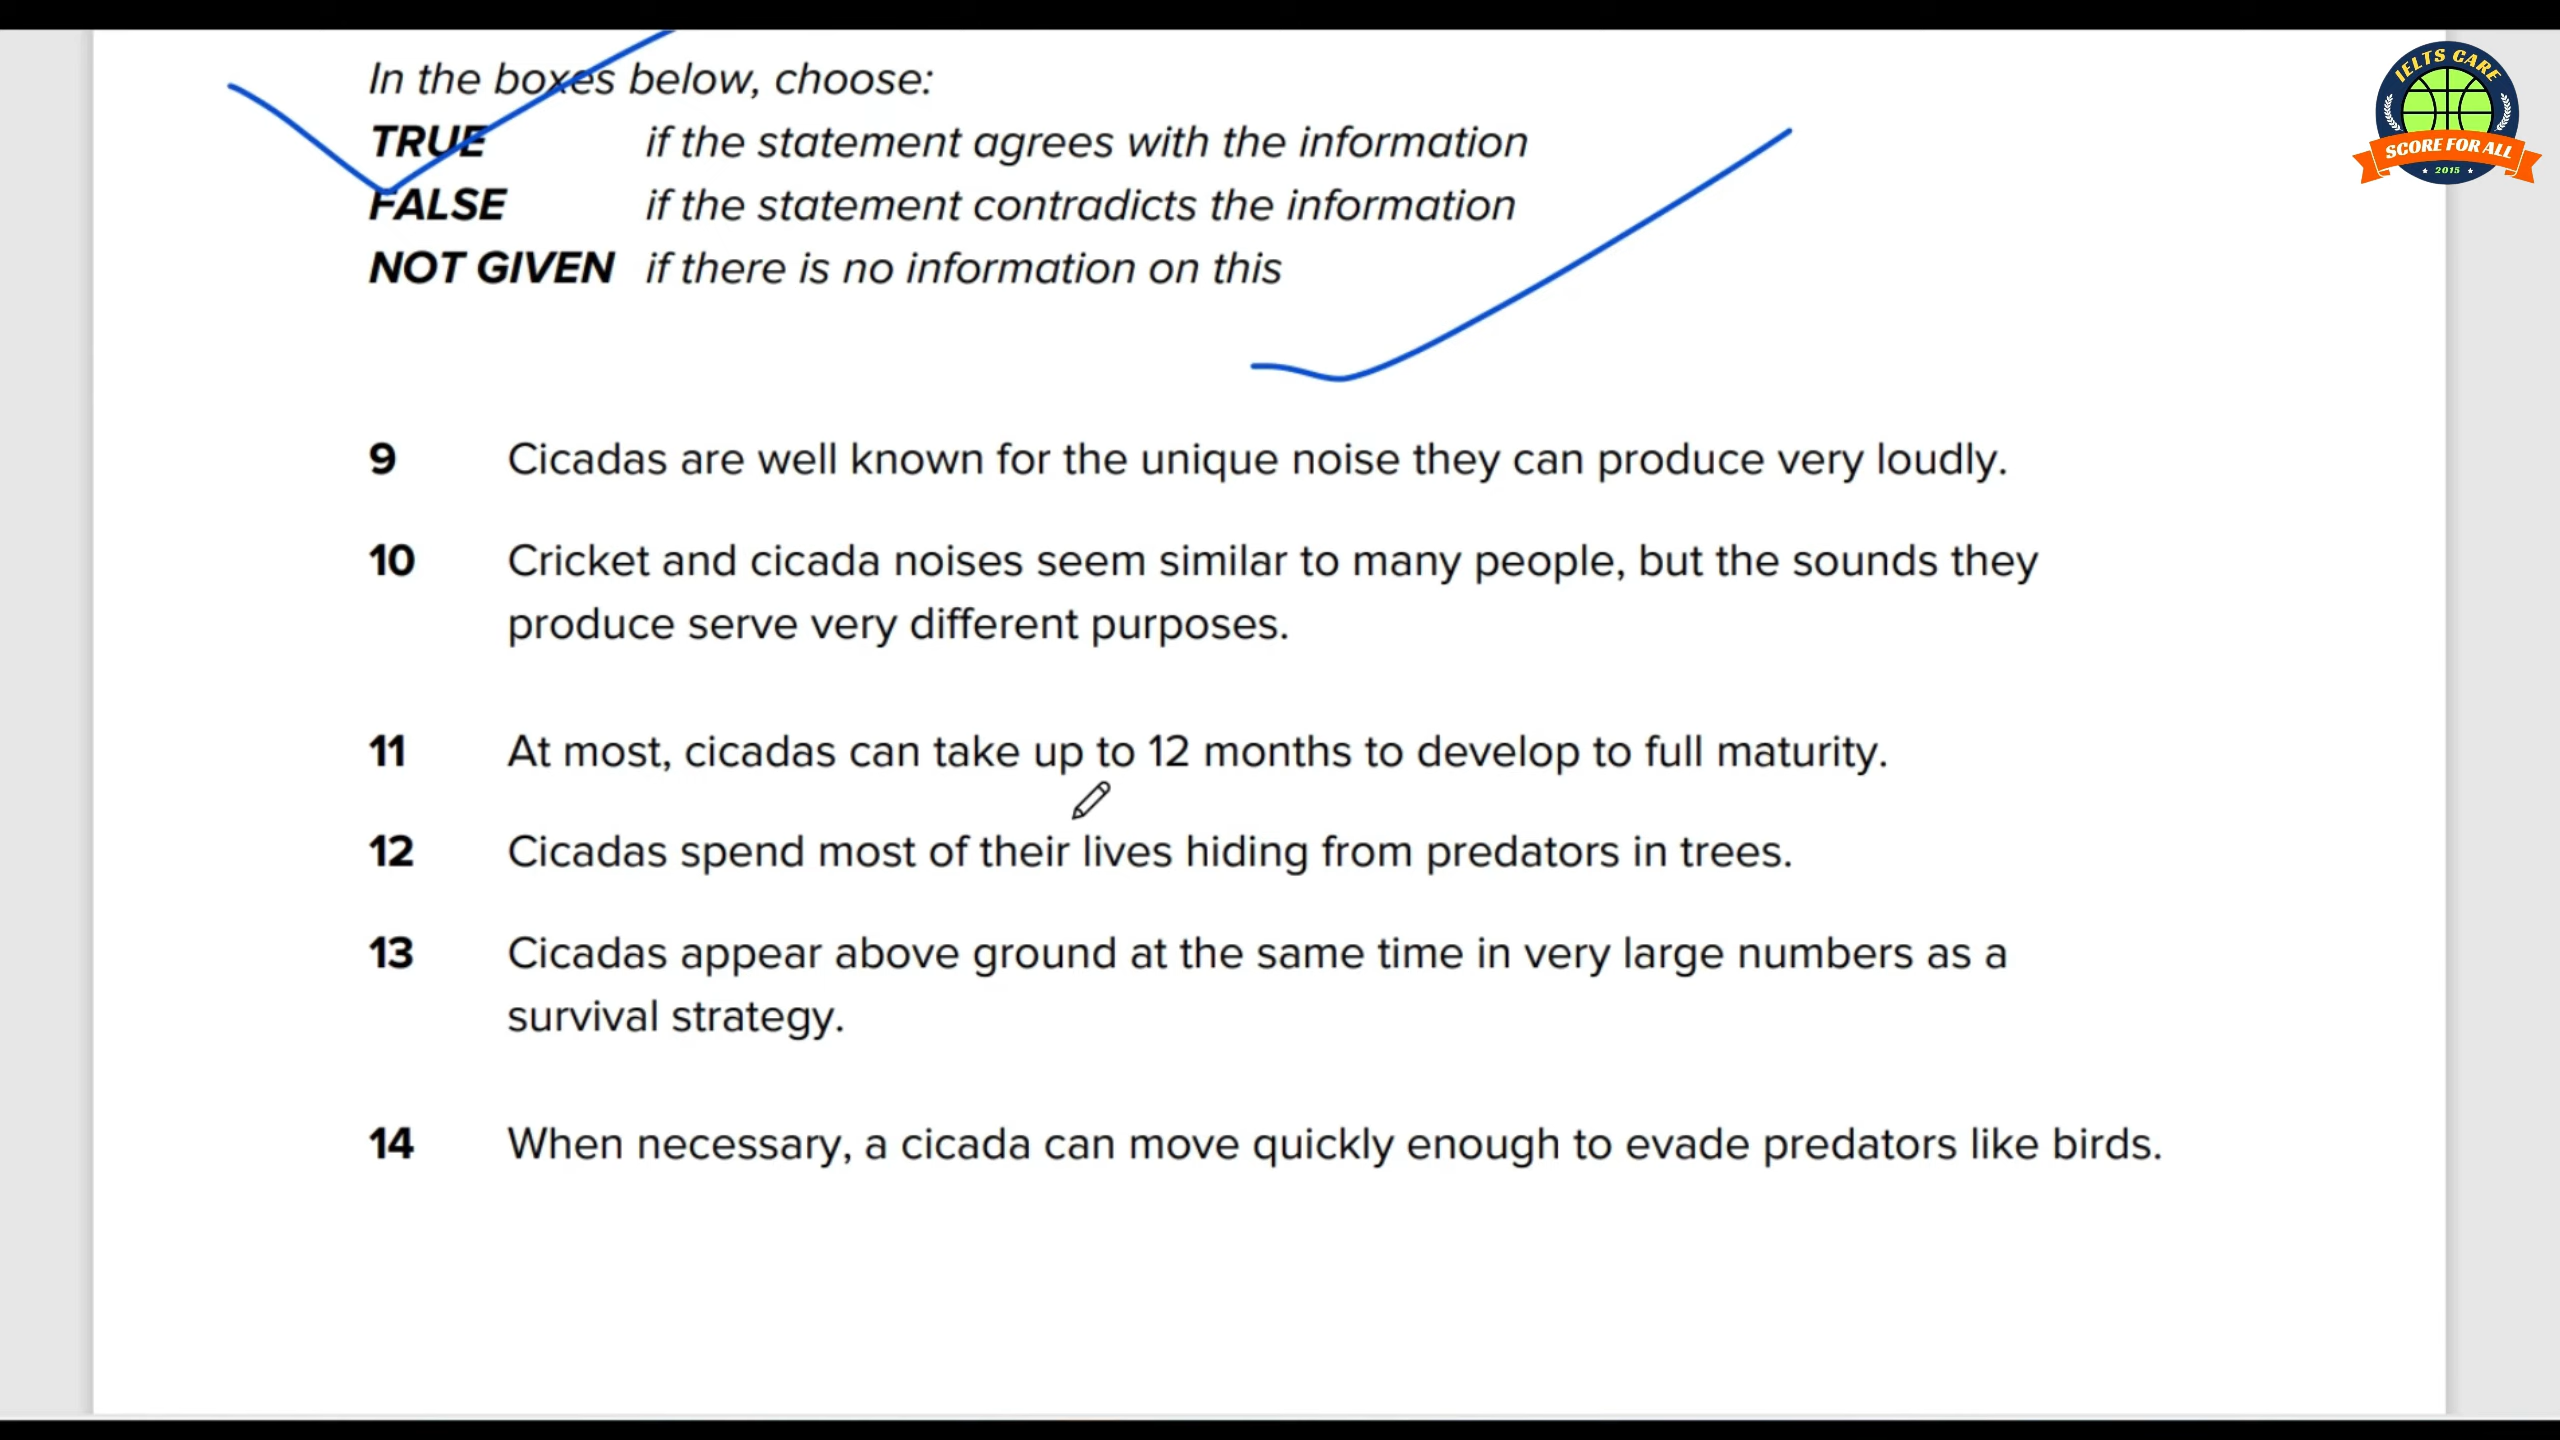 In the boxes below, choose:
TRUE if the statement agrees with the information
FALSE if the statement contradicts the information
NOT GIVEN if there is no information on this
9 Cicadas are well known for the unique noise they can produce very loudly.
10 Cricket and cicada noises seem similar to many people, but the sounds they
produce serve very different purposes.
11 At most, cicadas can take up to 12 months to develop to full maturity.
12 Cicadas spend most of their lives hiding from predators in trees.
13 Cicadas appear above ground at the same time in very large numbers as a
survival strategy.
14 When necessary, a cicada can move quickly enough to evade predators like birds.
IELTS CARE
SCORE FOR ALL
2015